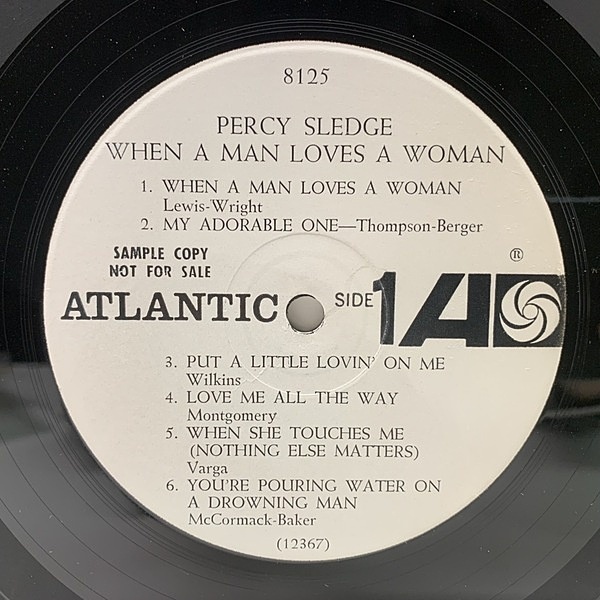 8125
PERCY SLEDGE
WHEN A MAN LOVES A WOMAN
1. WHEN A MAN LOVES A WOMAN
Lewis-Wright
2. MY ADORABLE ONE—Thompson-Berger
SAMPLE COPY
NOT FOR SALE
®
ATLANTIC SIDE 1 A
3. PUT A LITTLE LOVIN' ON ME
Wilkins
4. LOVE ME ALL THE WAY
Montgomery
5. WHEN SHE TOUCHES ME
(NOTHING ELSE MATTERS)
Varga
6. YOU'RE POURING WATER ON
A DROWNING MAN
McCormack-Baker
(12367)